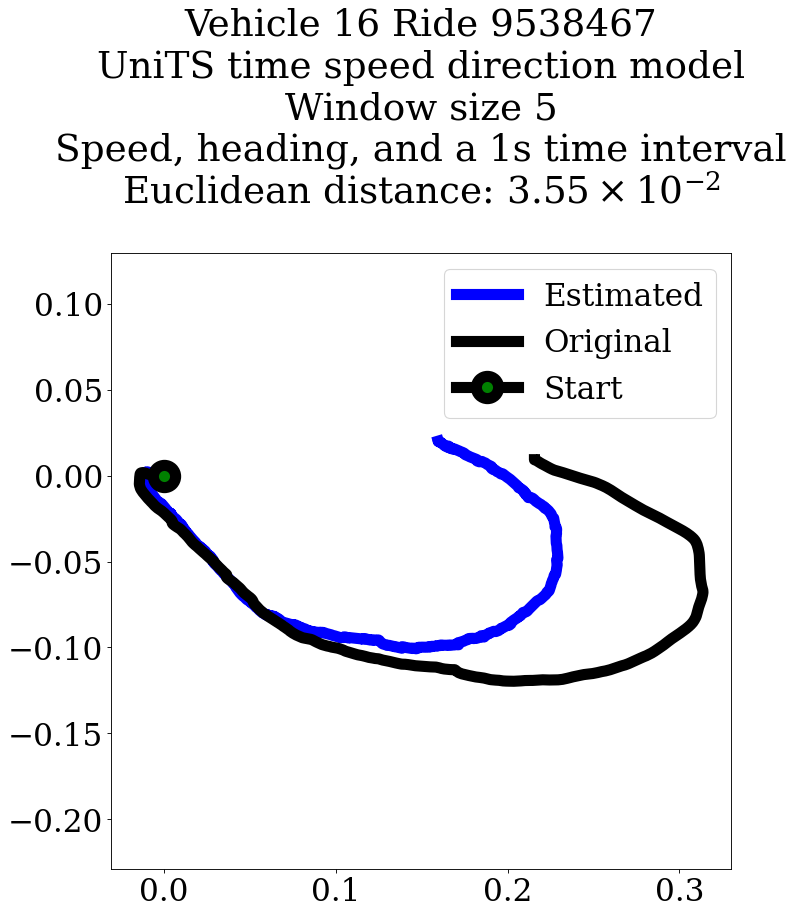 Vehicle 16 Ride 9538467
UniTS time speed direction model
Window size 5
Speed, heading, and a 1s time interval
Euclidean distance: 3.55 × 10⁻²
Estimated
Original
Start
0.10
0.05
0.00
−0.05
−0.10
−0.15
−0.20
0.0 0.1 0.2 0.3